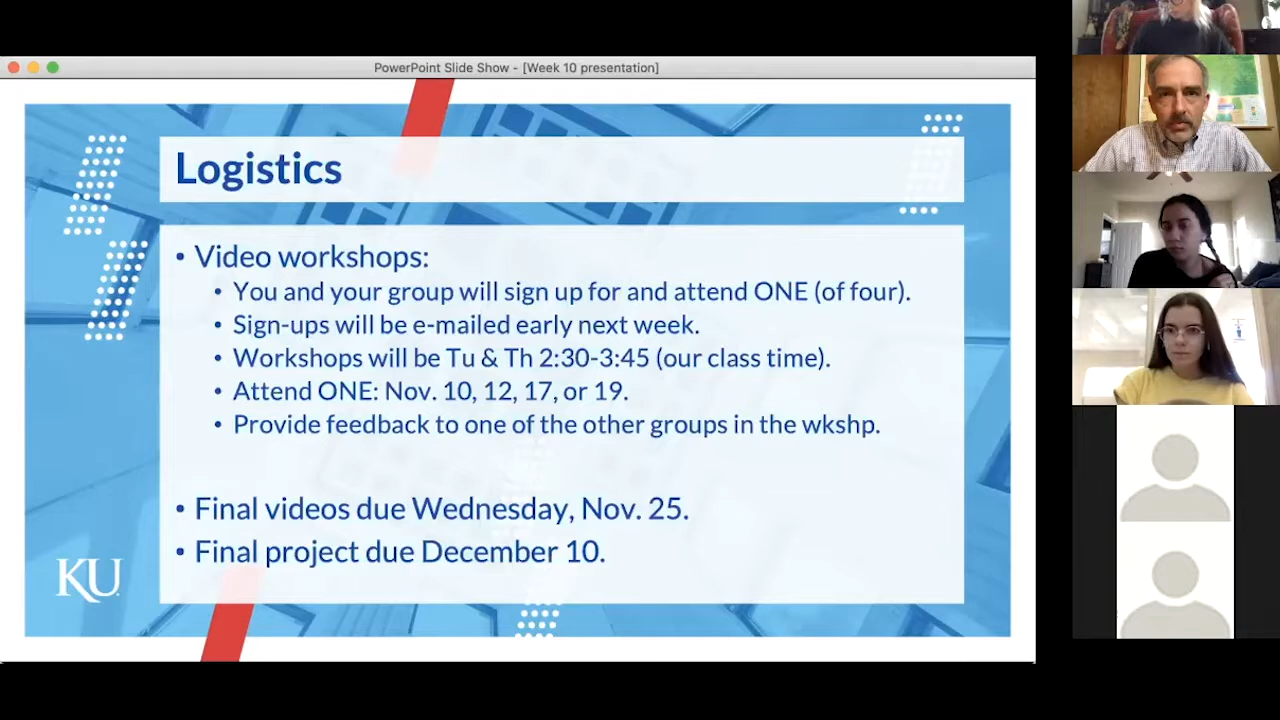 PowerPoint Slide Show - [Week 10 presentation]
Logistics
• Video workshops:
• You and your group will sign up for and attend ONE (of four).
• Sign-ups will be e-mailed early next week.
• Workshops will be Tu & Th 2:30-3:45 (our class time).
• Attend ONE: Nov. 10, 12, 17, or 19.
• Provide feedback to one of the other groups in the wkshp.
• Final videos due Wednesday, Nov. 25.
• Final project due December 10.
KU